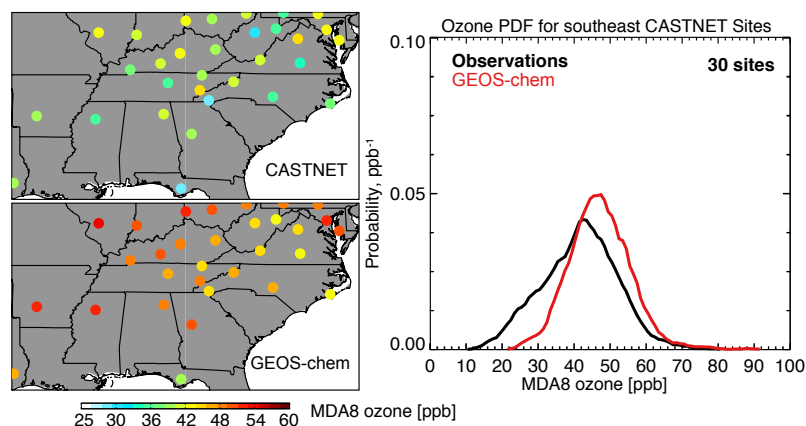 CASTNET
GEOS-chem
25 30 36 42 48 54 60
MDA8 ozone [ppb]
Ozone PDF for southeast CASTNET Sites
Observations
GEOS-chem
30 sites
0.10
0.05
0.00
Probability, ppb-1
0 10 20 30 40 50 60 70 80 90 100
MDA8 ozone [ppb]